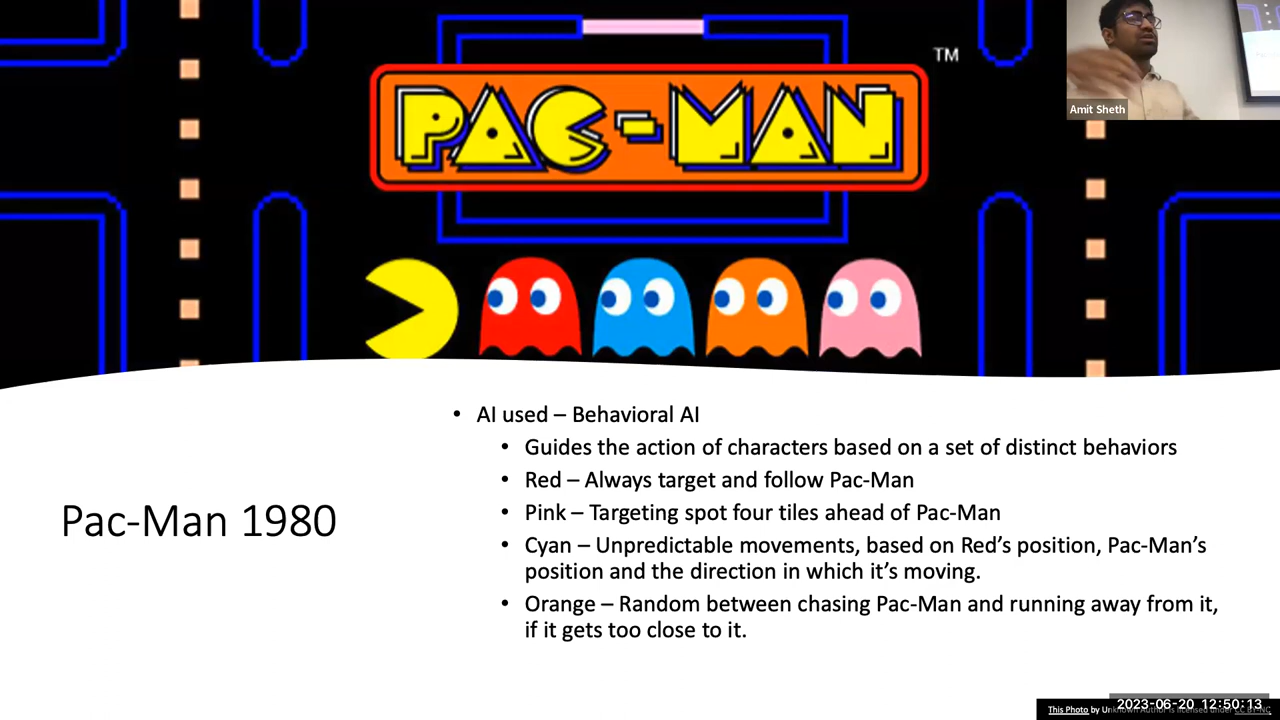 PAC-MAN
TM
Amit Sheth
• AI used – Behavioral AI
• Guides the action of characters based on a set of distinct behaviors
• Red – Always target and follow Pac-Man
• Pink – Targeting spot four tiles ahead of Pac-Man
• Cyan – Unpredictable movements, based on Red's position, Pac-Man's
position and the direction in which it's moving.
• Orange – Random between chasing Pac-Man and running away from it,
if it gets too close to it.
Pac-Man 1980
This Photo by
2023-06-20 12:50:13